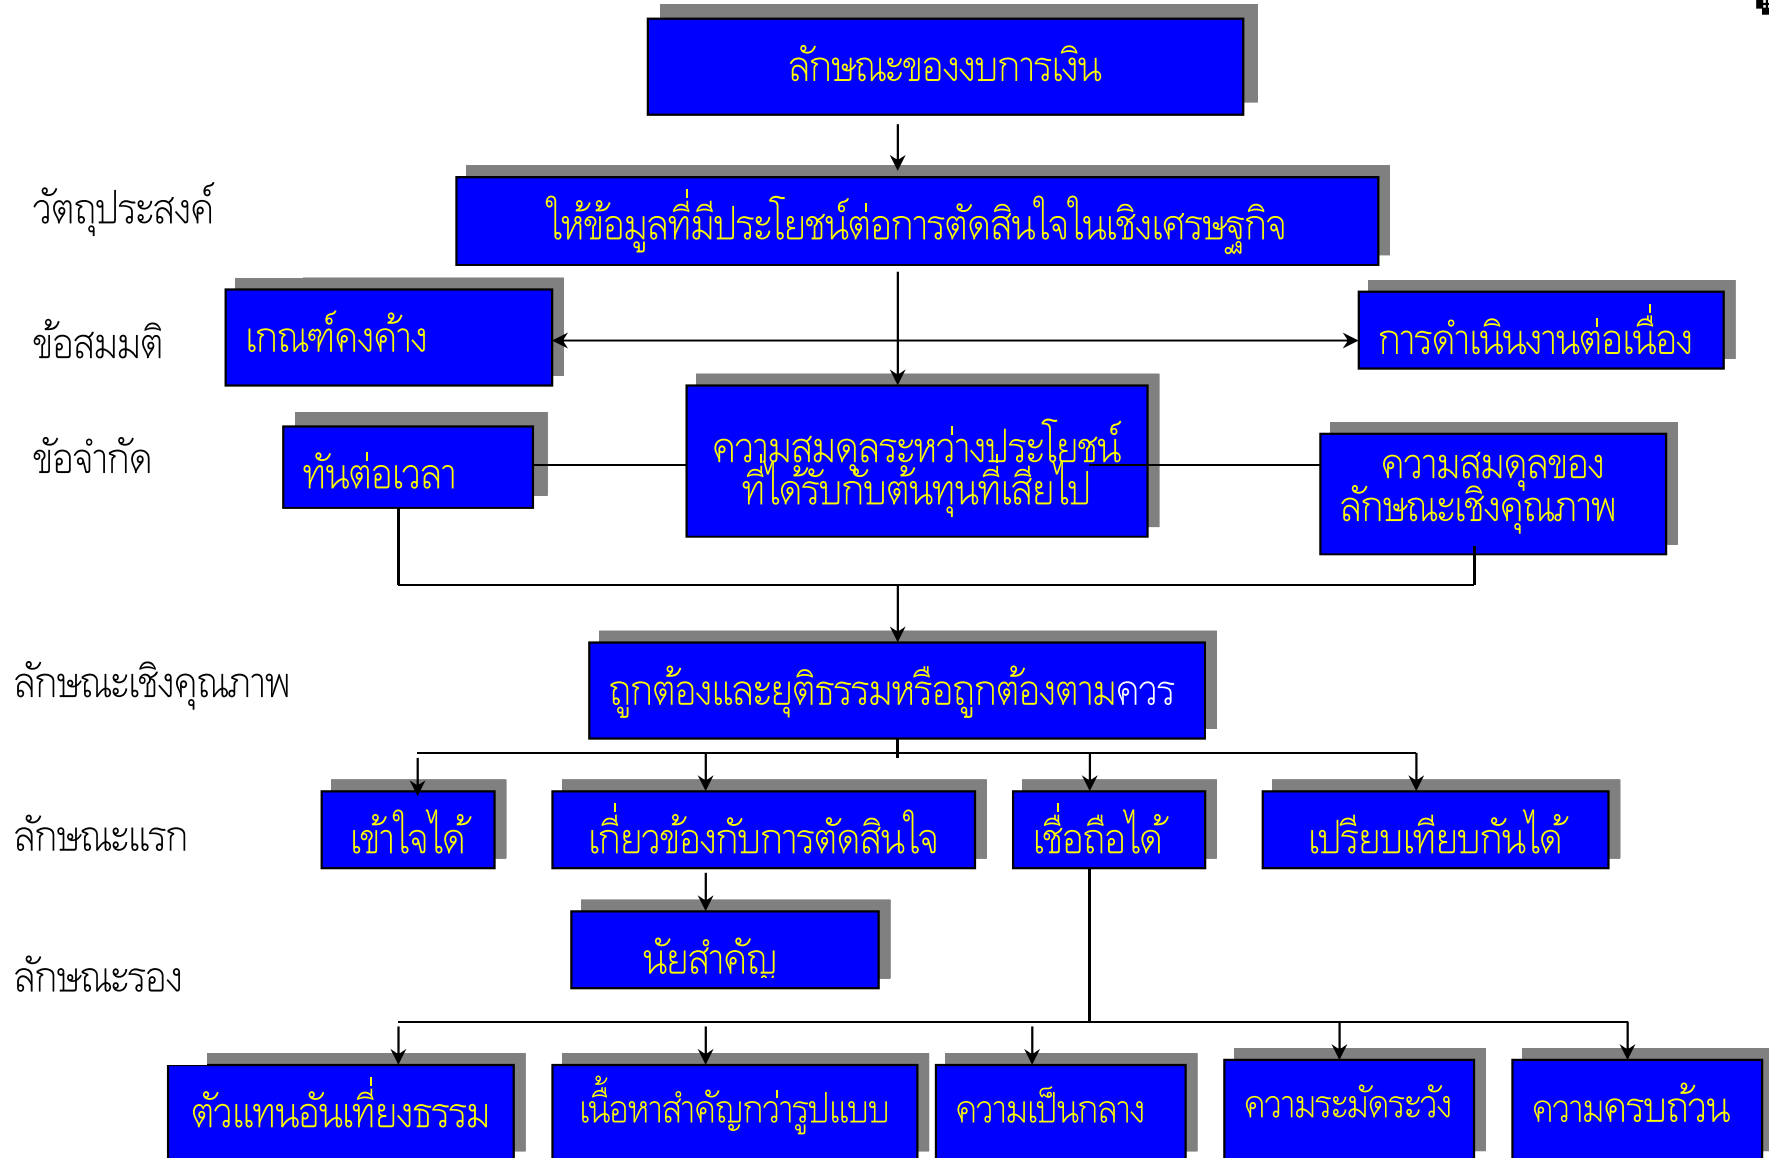 ลักษณะของงบการเงิน
วัตถุประสงค์
ให้ข้อมูลที่มีประโยชน์ต่อการตัดสินใจในเชิงเศรษฐกิจ
ข้อสมมติ
เกณฑ์คงค้าง
การดำเนินงานต่อเนื่อง
ข้อจำกัด
ทันต่อเวลา
ความสมดุลระหว่างประโยชน์
ที่ได้รับกับต้นทุนที่เสียไป
ความสมดุลของ
ลักษณะเชิงคุณภาพ
ลักษณะเชิงคุณภาพ
ถูกต้องและยุติธรรมหรือถูกต้องตามควร
ลักษณะแรก
เข้าใจได้
เกี่ยวข้องกับการตัดสินใจ
เชื่อถือได้
เปรียบเทียบกันได้
นัยสำคัญ
ลักษณะรอง
ตัวแทนอันเที่ยงธรรม
เนื้อหาสำคัญกว่ารูปแบบ
ความเป็นกลาง
ความระมัดระวัง
ความครบถ้วน